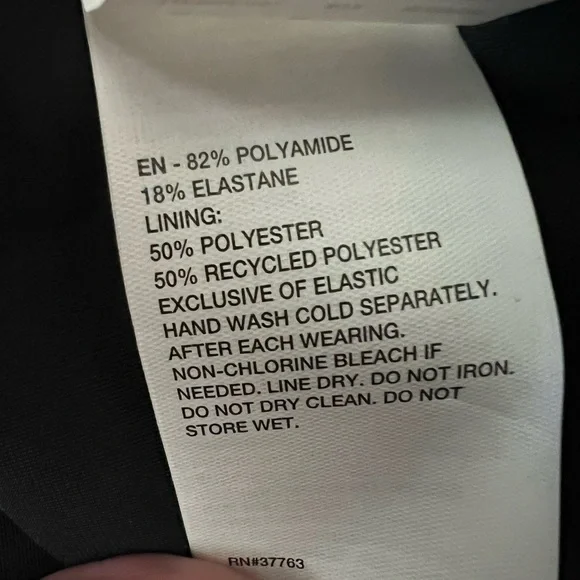 EN - 82% POLYAMIDE
18% ELASTANE
LINING:
50% POLYESTER
50% RECYCLED POLYESTER
EXCLUSIVE OF ELASTIC
HAND WASH COLD SEPARATELY.
AFTER EACH WEARING.
NON-CHLORINE BLEACH IF
NEEDED. LINE DRY. DO NOT IRON.
DO NOT DRY CLEAN. DO NOT
STORE WET.
RN#37763